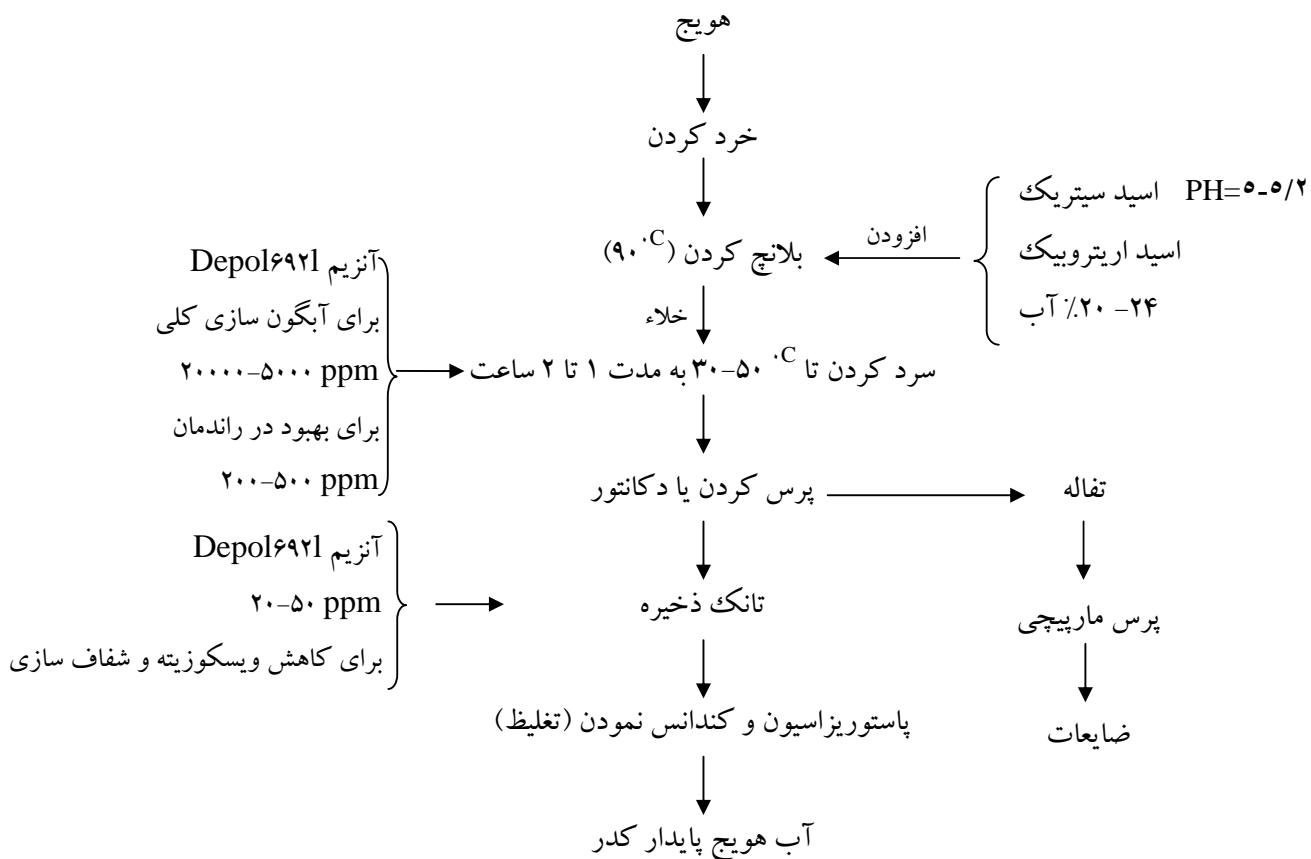 هویج
خرد کردن
اسید سیتریک PH=۵-۵/۲
اسید اریتروبیک
۲۰٪ -۲۴ آب
افزودن
بلانچ کردن (۹۰ ۰C)
خلاء
آنزیم Depol۶۹۲l
برای آبگون سازی کلی
۲۰۰۰۰-۵۰۰۰ ppm
برای بهبود در راندمان
۲۰۰-۵۰۰ ppm
سرد کردن تا ۳۰-۵۰ ۰C به مدت ۱ تا ۲ ساعت
پرس کردن یا دکانتور
تفاله
آنزیم Depol۶۹۲l
۲۰-۵۰ ppm
برای کاهش ویسکوزیته و شفاف سازی
تانک ذخیره
پرس مارپیچی
پاستوریزاسیون و کندانس نمودن (تغلیظ)
ضایعات
آب هویج پایدار کدر